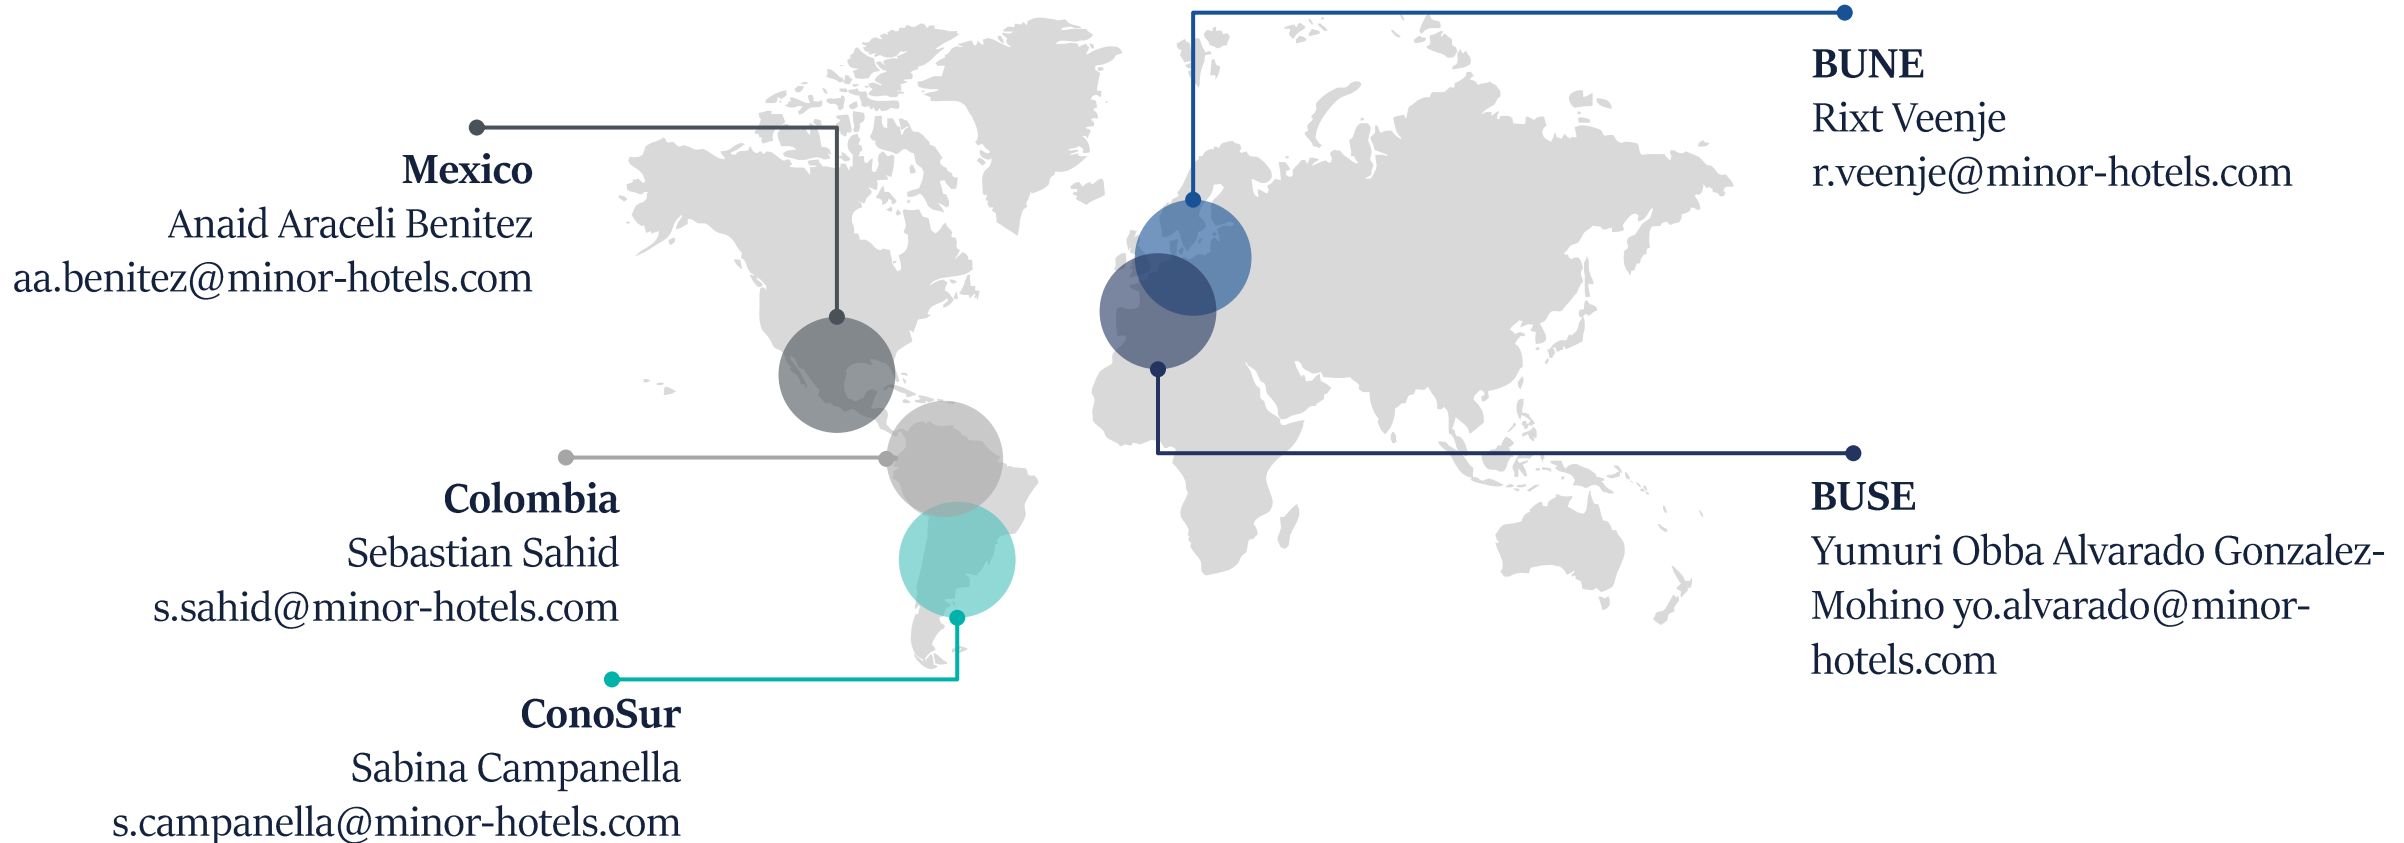 BUNE
Rixt Veenje
r.veenje@minor-hotels.com
Mexico
Anaid Araceli Benitez
aa.benitez@minor-hotels.com
Colombia
Sebastian Sahid
s.sahid@minor-hotels.com
BUSE
Yumuri Obba Alvarado Gonzalez-
Mohino yo.alvarado@minor-
hotels.com
ConoSur
Sabina Campanella
s.campanella@minor-hotels.com